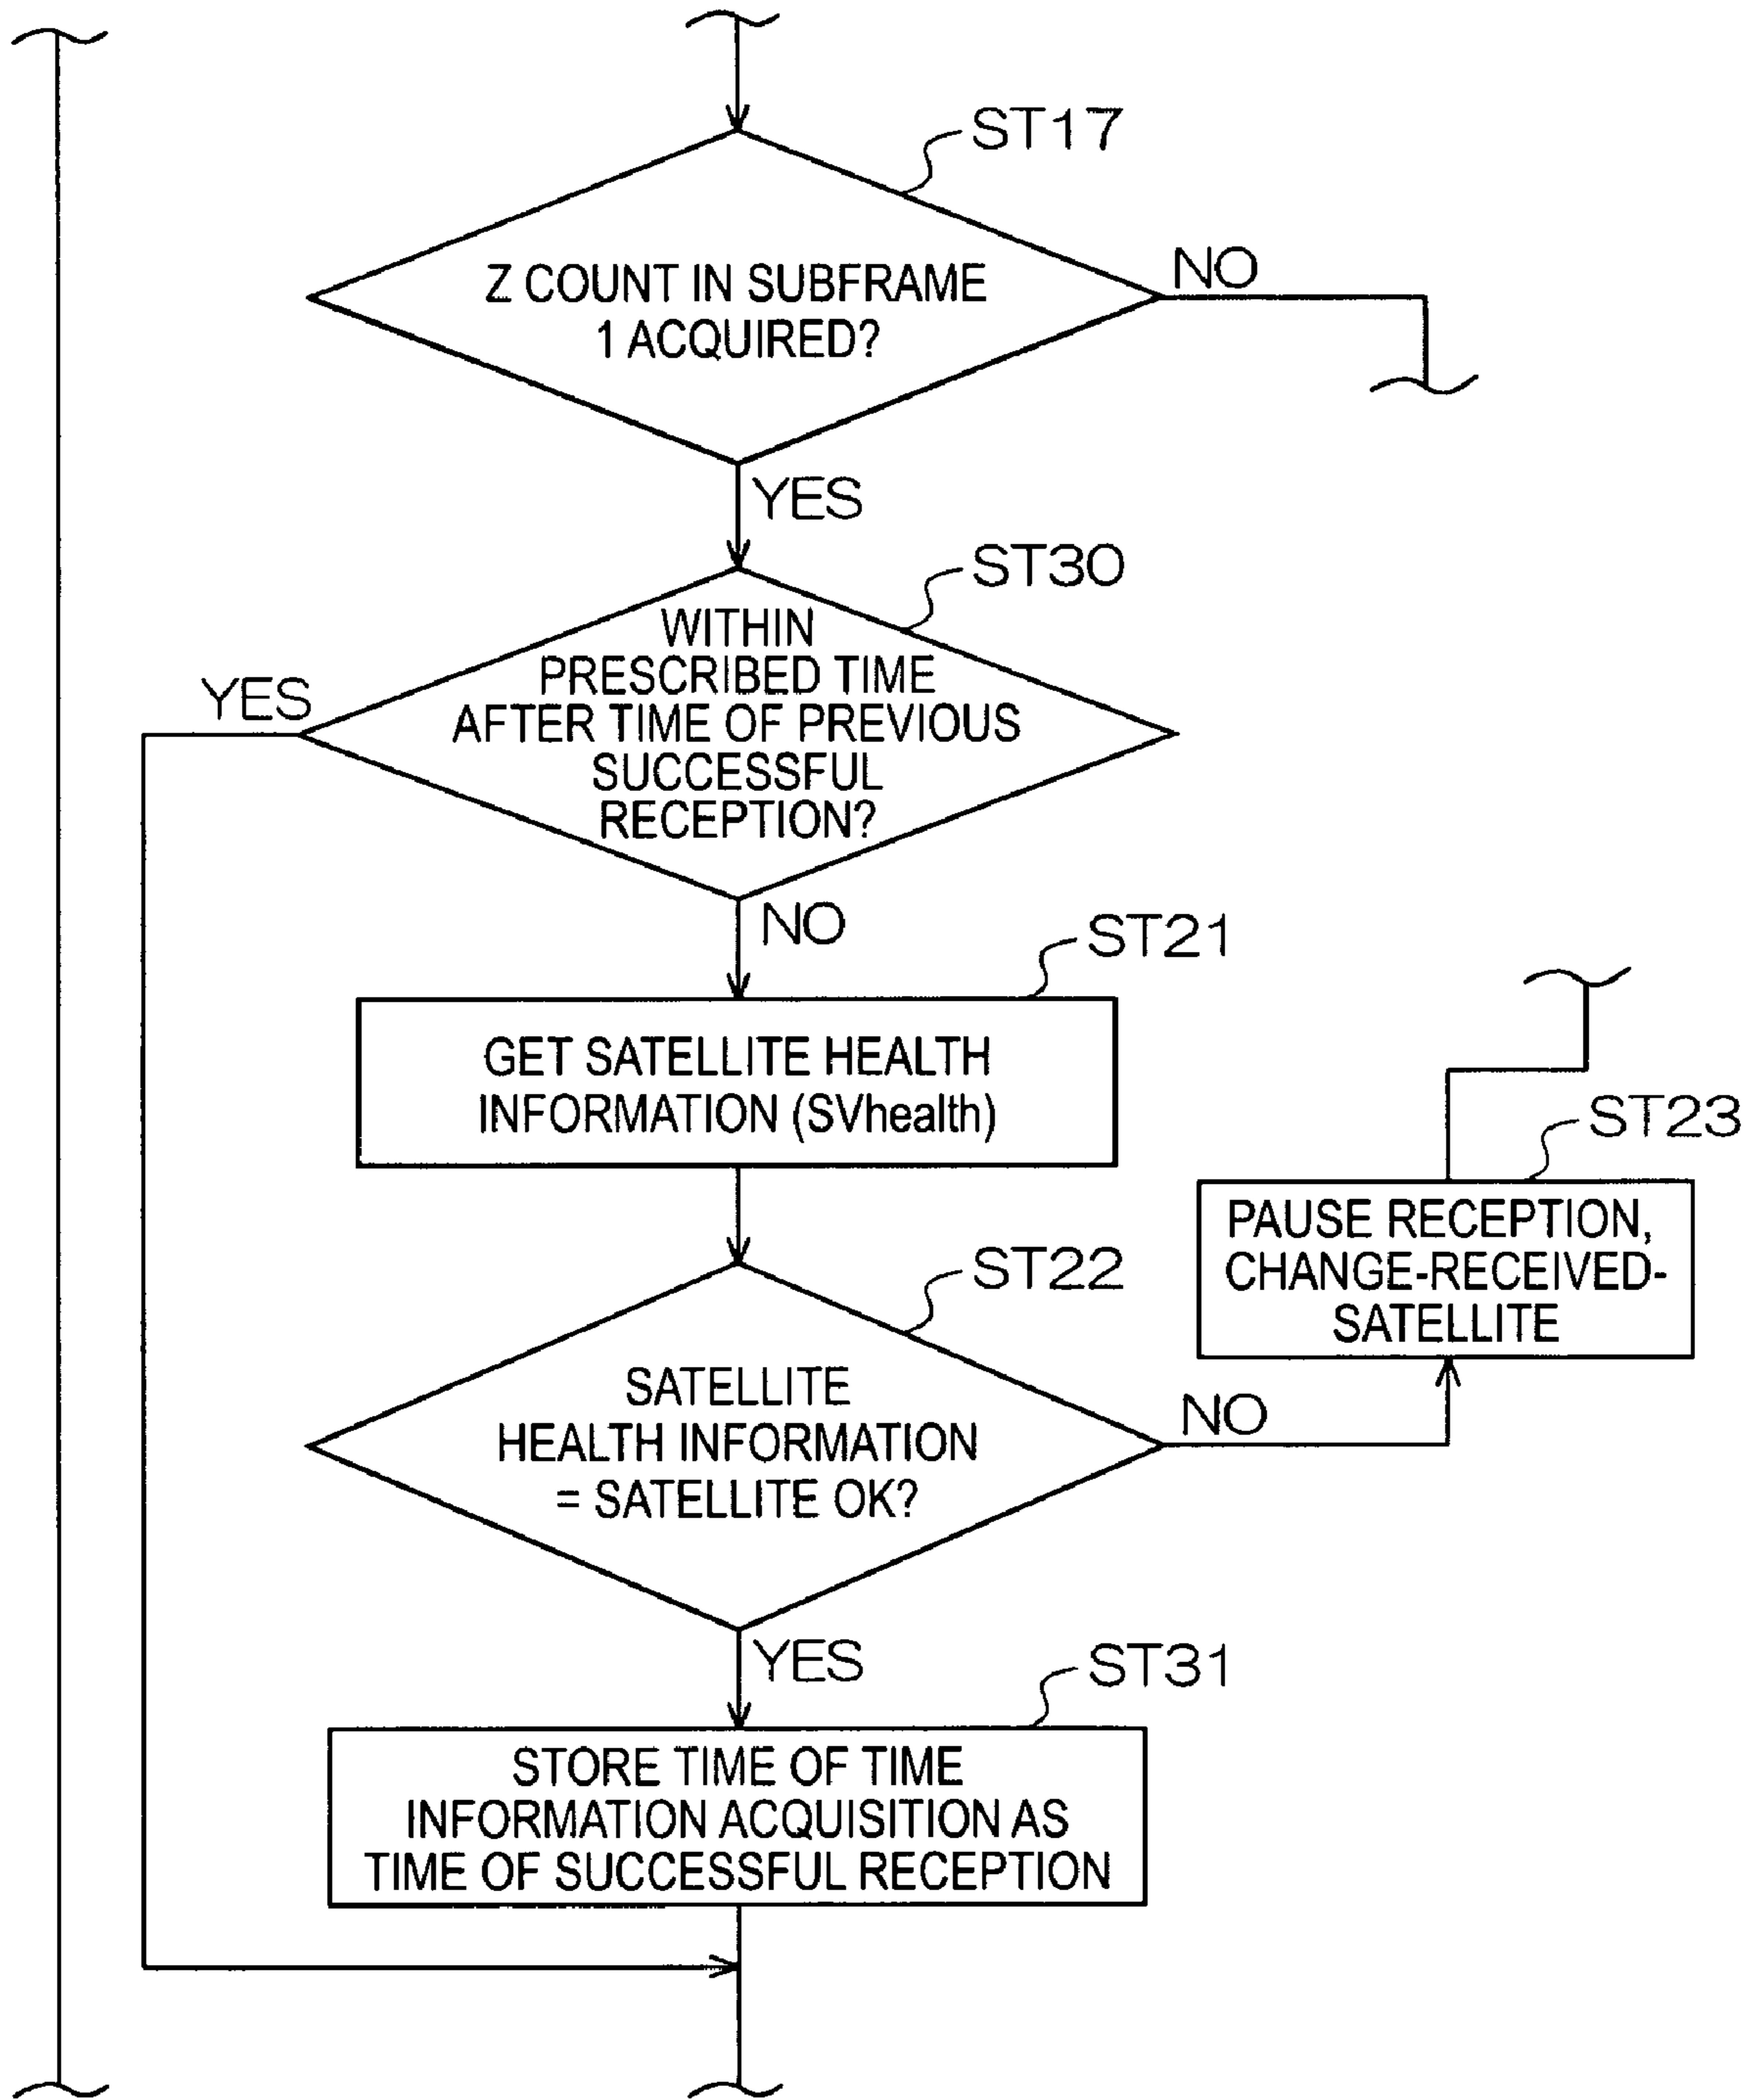 ST17
Z COUNT IN SUBFRAME
1 ACQUIRED?
NO
YES
ST30
WITHIN
PRESCRIBED TIME
AFTER TIME OF PREVIOUS
SUCCESSFUL
RECEPTION?
YES
NO
ST21
GET SATELLITE HEALTH
INFORMATION (SVhealth)
ST23
PAUSE RECEPTION,
CHANGE-RECEIVED-
SATELLITE
ST22
SATELLITE
HEALTH INFORMATION
= SATELLITE OK?
NO
YES
ST31
STORE TIME OF TIME
INFORMATION ACQUISITION AS
TIME OF SUCCESSFUL RECEPTION